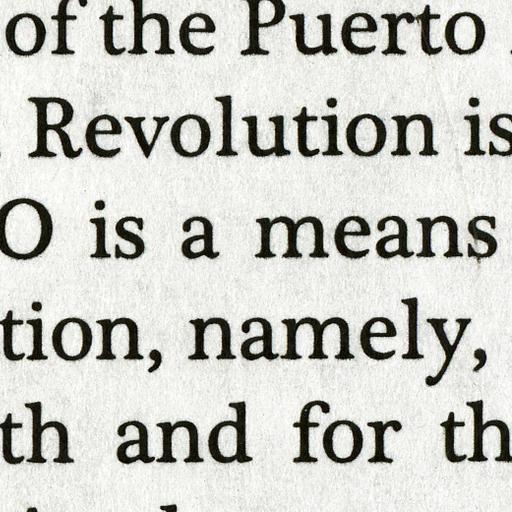 of the Puerto
Revolution is
O is a means
tion, namely,
th and for th